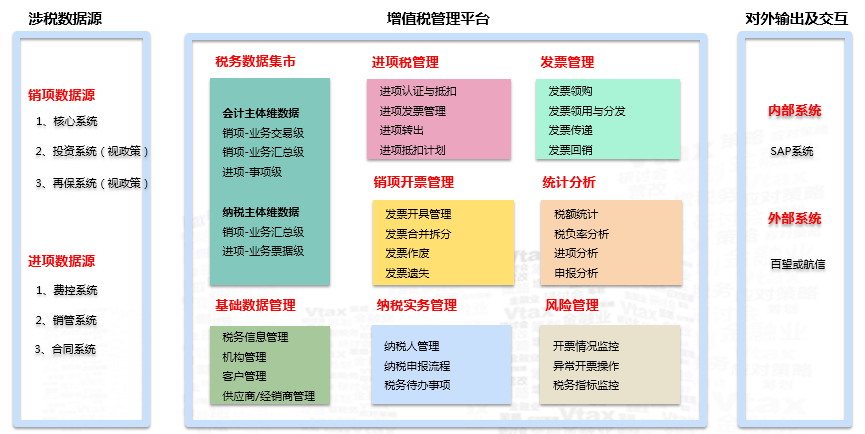 涉税数据源
销项数据源
1、核心系统
2、投资系统（视政策）
3、再保系统（视政策）
进项数据源
1、费控系统
2、销管系统
3、合同系统
增值税管理平台
税务数据集市
会计主体维数据
销项-业务交易级
销项-业务汇总级
进项-事项级
纳税主体维数据
销项-业务汇总级
进项-业务票据级
进项税管理
进项认证与抵扣
进项发票管理
进项转出
进项抵扣计划
发票管理
发票领购
发票领用与分发
发票传递
发票回销
销项开票管理
发票开具管理
发票合并拆分
发票作废
发票遗失
统计分析
税额统计
税负率分析
进项分析
申报分析
基础数据管理
税务信息管理
机构管理
客户管理
供应商/经销商管理
纳税实务管理
纳税人管理
纳税申报流程
税务待办事项
风险管理
开票情况监控
异常开票操作
税务指标监控
对外输出及交互
内部系统
SAP系统
外部系统
百望或航信